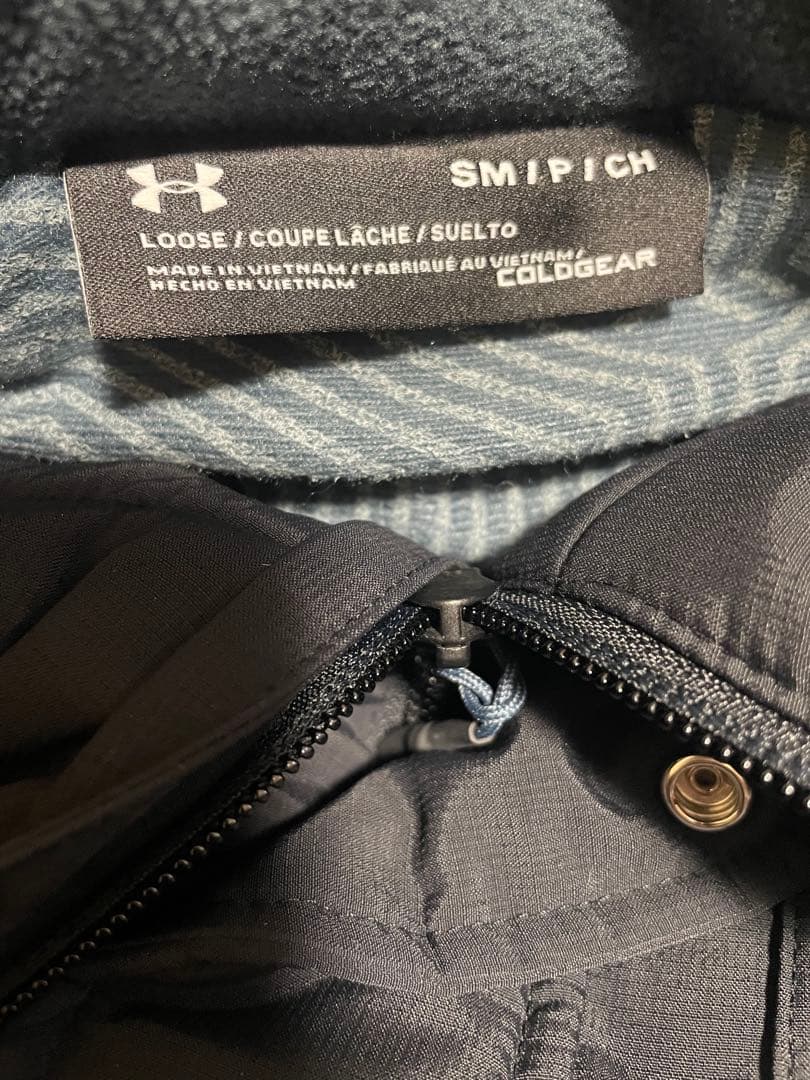 SM / P / CH
LOOSE / COUPE LÂCHE / SUELTO
MADE IN VIETNAM / FABRIQUÉ AU VIETNAM /
HECHO EN VIETNAM
COLDGEAR